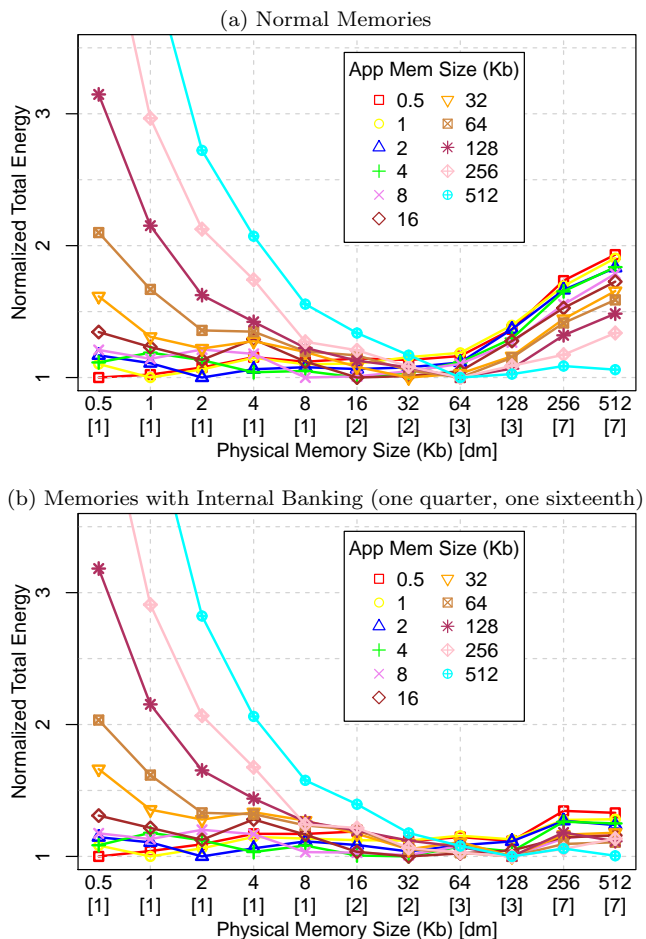 (a) Normal Memories
Normalized Total Energy
3
2
1
App Mem Size (Kb)
0.5 32
1 64
2 128
4 256
8 512
16
0.5 1 2 4 8 16 32 64 128 256 512
[1] [1] [1] [1] [1] [2] [2] [3] [3] [7] [7]
Physical Memory Size (Kb) [dm]
(b) Memories with Internal Banking (one quarter, one sixteenth)
Normalized Total Energy
3
2
1
App Mem Size (Kb)
0.5 32
1 64
2 128
4 256
8 512
16
0.5 1 2 4 8 16 32 64 128 256 512
[1] [1] [1] [1] [1] [2] [2] [3] [3] [7] [7]
Physical Memory Size (Kb) [dm]